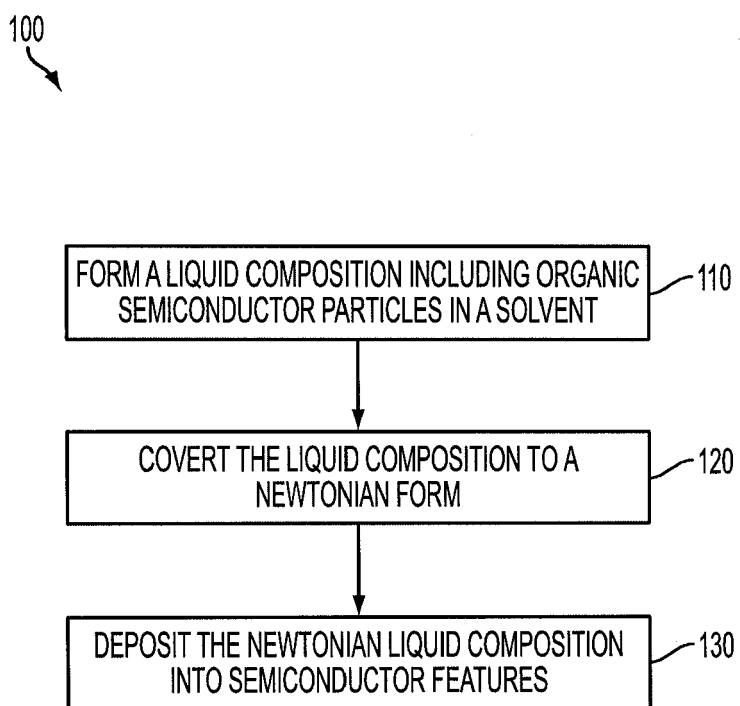 100
FORM A LIQUID COMPOSITION INCLUDING ORGANIC
SEMICONDUCTOR PARTICLES IN A SOLVENT
110
COVERT THE LIQUID COMPOSITION TO A
NEWTONIAN FORM
120
DEPOSIT THE NEWTONIAN LIQUID COMPOSITION
INTO SEMICONDUCTOR FEATURES
130